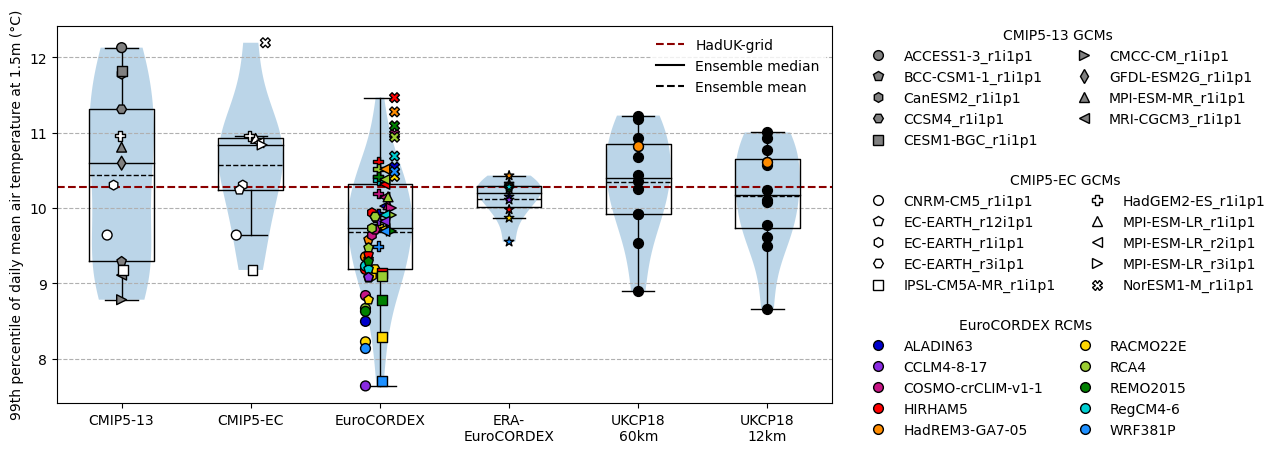 99th percentile of daily mean air temperature at 1.5m (°C)
12
11
10
9
8
HadUK-grid
Ensemble median
Ensemble mean
CMIP5-13
CMIP5-EC
EuroCORDEX
ERA-
EuroCORDEX
UKCP18
60km
UKCP18
12km
CMIP5-13 GCMs
ACCESS1-3_r1i1p1
BCC-CSM1-1_r1i1p1
CanESM2_r1i1p1
CCSM4_r1i1p1
CESM1-BGC_r1i1p1
CMCC-CM_r1i1p1
GFDL-ESM2G_r1i1p1
MPI-ESM-MR_r1i1p1
MRI-CGCM3_r1i1p1
CMIP5-EC GCMs
CNRM-CM5_r1i1p1
EC-EARTH_r12i1p1
EC-EARTH_r1i1p1
EC-EARTH_r3i1p1
IPSL-CM5A-MR_r1i1p1
HadGEM2-ES_r1i1p1
MPI-ESM-LR_r1i1p1
MPI-ESM-LR_r2i1p1
MPI-ESM-LR_r3i1p1
NorESM1-M_r1i1p1
EuroCORDEX RCMs
ALADIN63
CCLM4-8-17
COSMO-crCLIM-v1-1
HIRHAM5
HadREM3-GA7-05
RACMO22E
RCA4
REMO2015
RegCM4-6
WRF381P